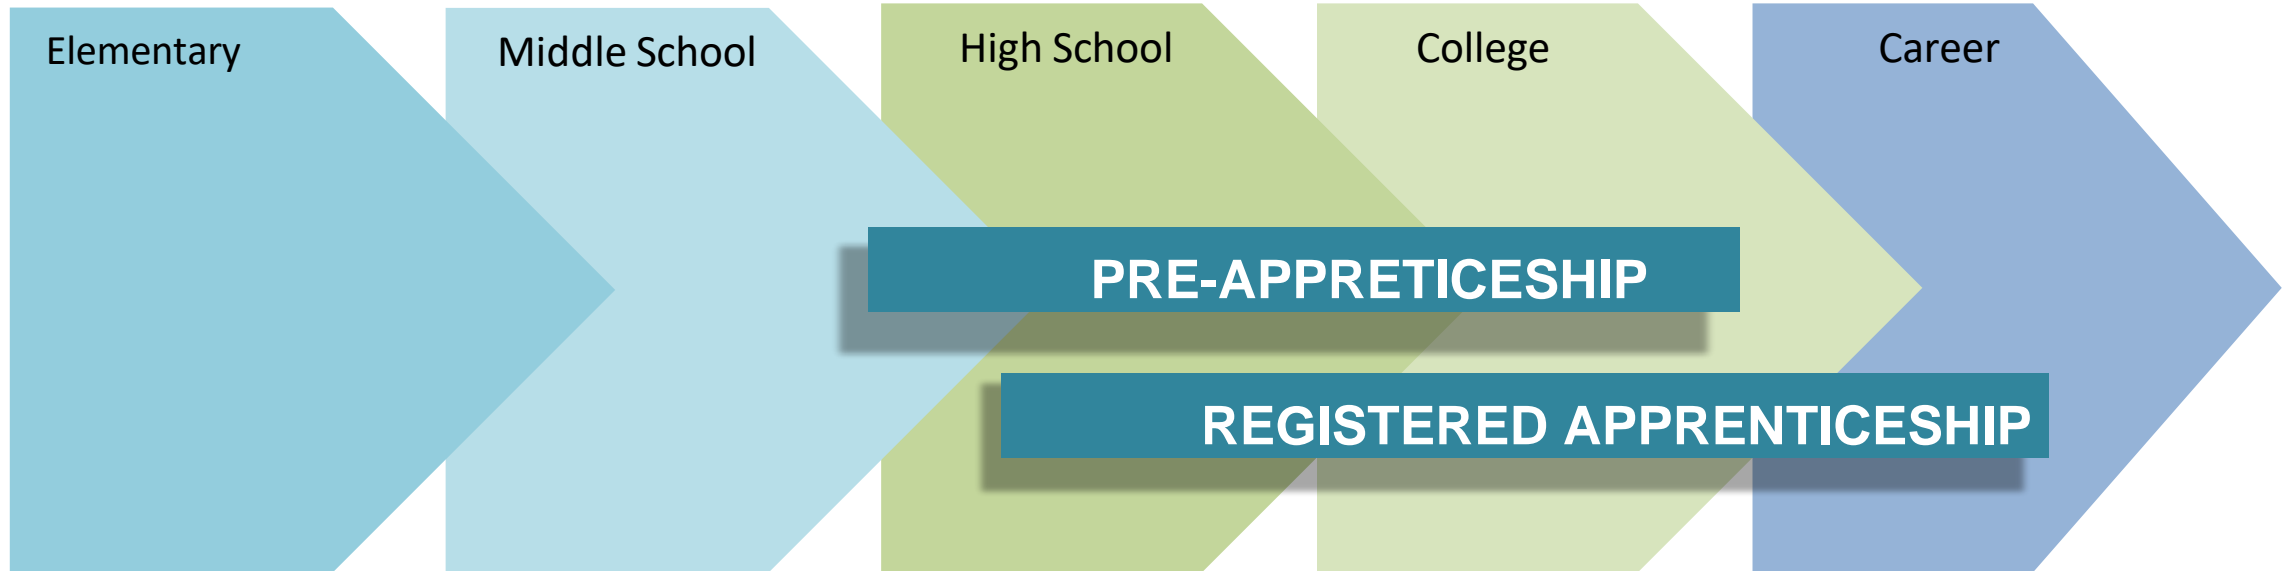 Elementary
Middle School
High School
College
Career
PRE-APPRETICESHIP
REGISTERED APPRENTICESHIP